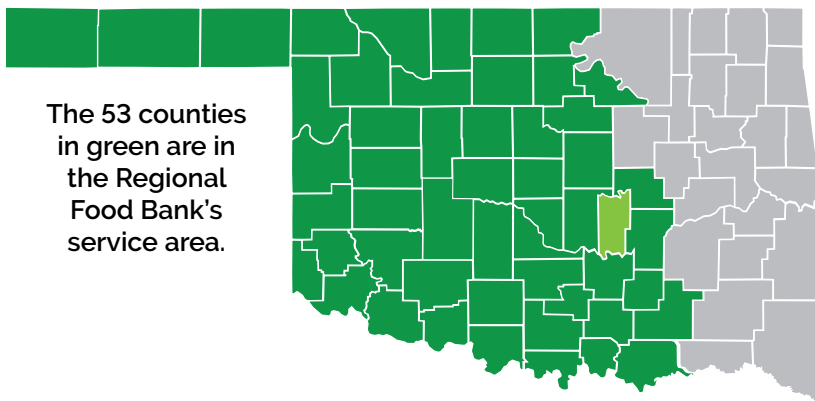 The 53 counties
in green are in
the Regional
Food Bank's
service area.